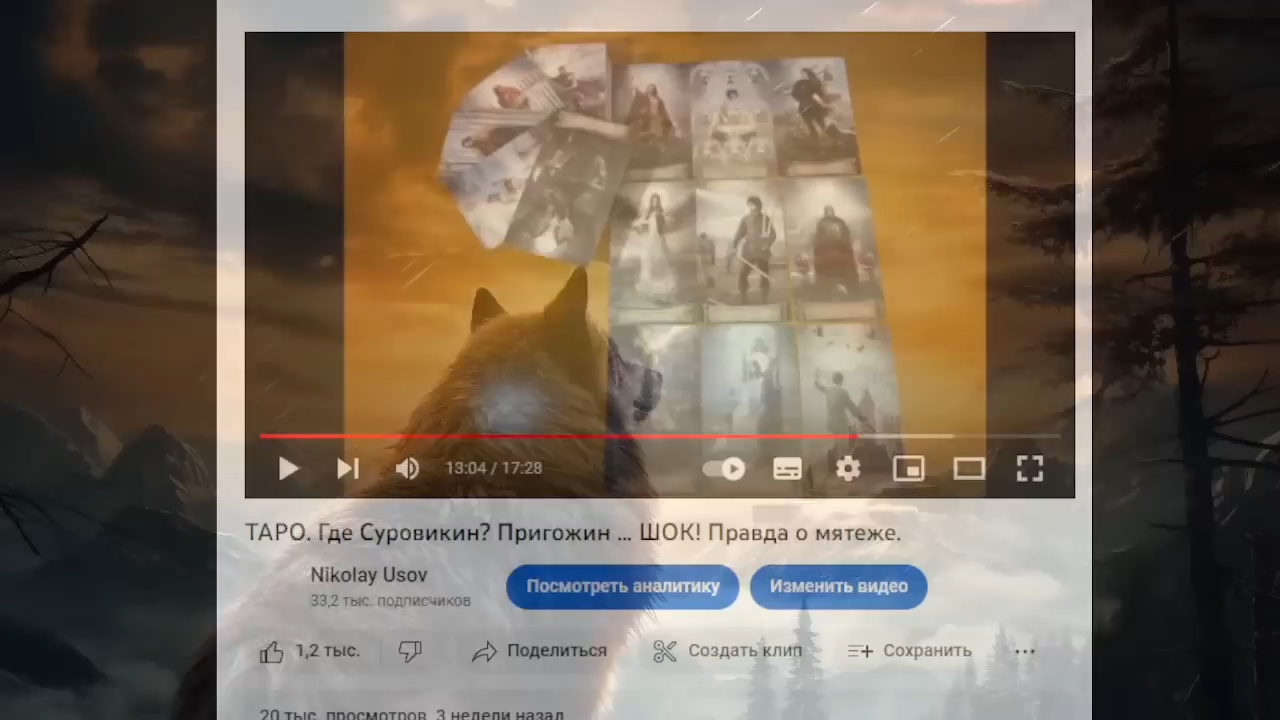 13:04 / 17:28
ТАРО. Где Суровикин? Пригожин ... ШОК! Правда о мятеже.
Nikolay Usov
33,2 тыс. подписчиков
Посмотреть аналитику
Изменить видео
1,2 тыс.
Поделиться
Создать клип
Сохранить
20 тыс. просмотров 3 недели назад